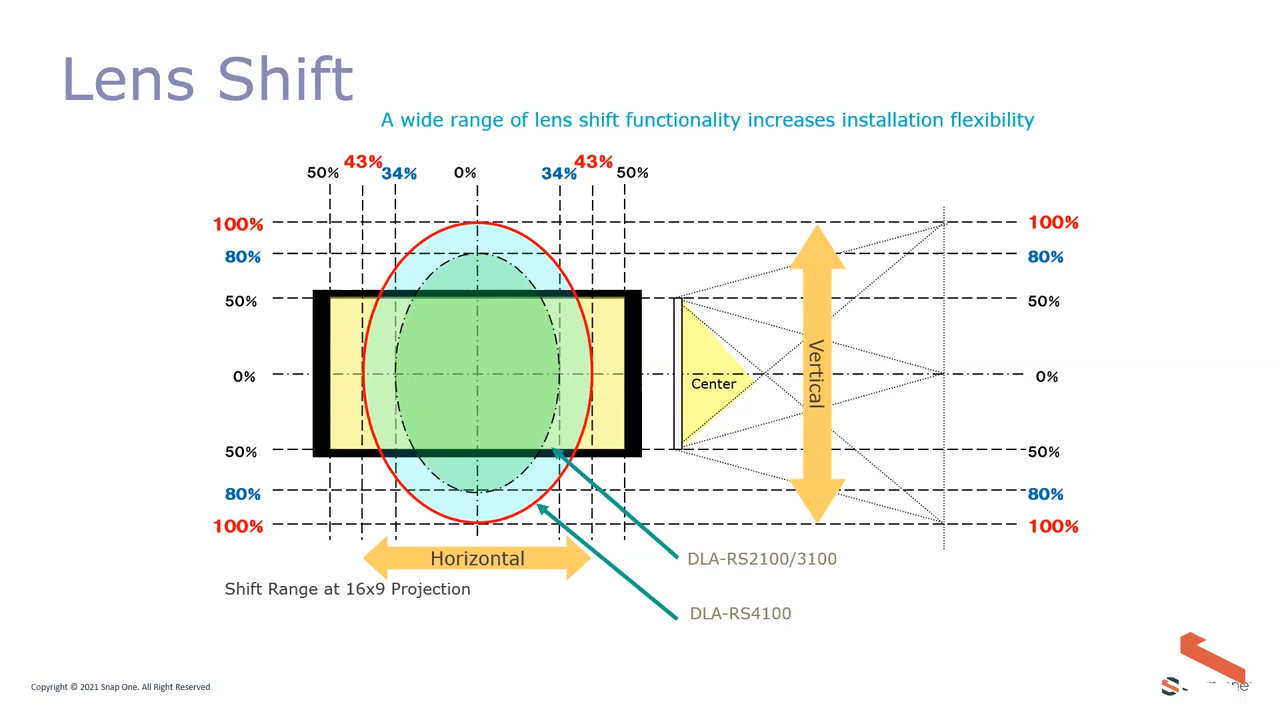 Lens Shift
A wide range of lens shift functionality increases installation flexibility
50% 43% 34% 0% 34% 43% 50%
100% 100%
80% 80%
50% 50%
0% Center 0%
Vertical
50% 50%
80% 80%
100% 100%
Horizontal
DLA-RS2100/3100
Shift Range at 16x9 Projection
DLA-RS4100
Copyright © 2021 Snap One. All Right Reserved